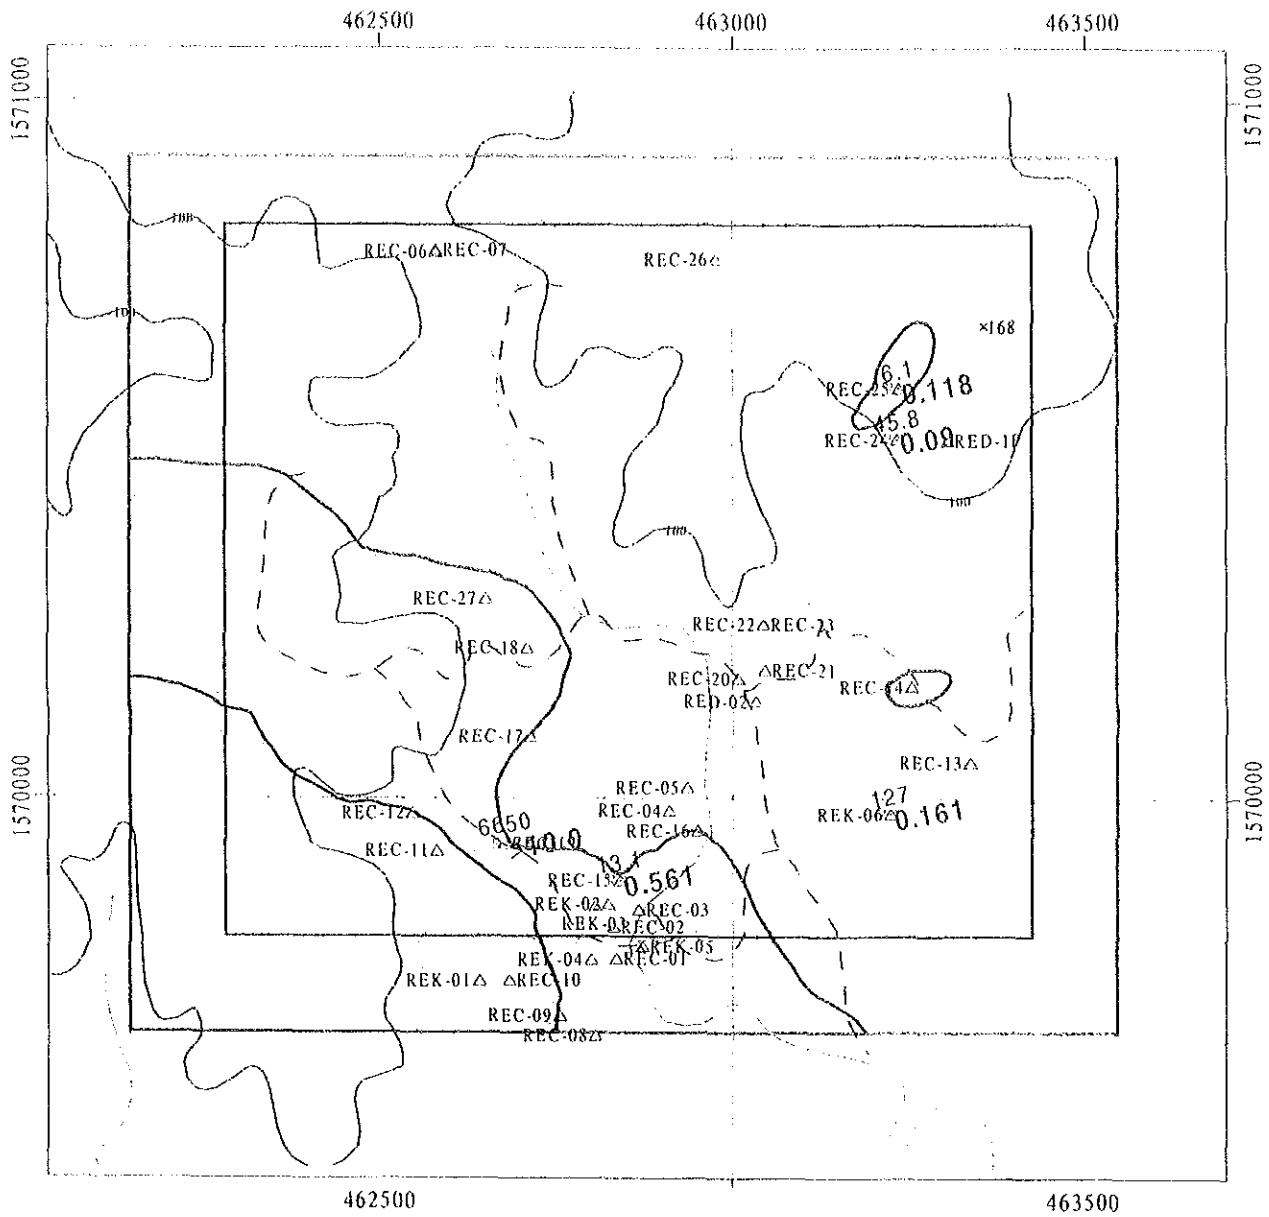 462500 463000 463500
1571000 1571000
100
REC-06 REC-07 REC-26
100
×168
6.1
REC-25 0.118
45.8
REC-24 0.09 RED-11
100
100
REC-27
REC-22 REC-23
REC-18
REC-20 REC-21
REC-14
RED-02
REC-17
REC-13
1570000 1570000
REC-05
127
REC-12 REC-04 REK-06 0.161
6650 REC-16
10.0
REC-11
13.1
REC-15 0.561
REK-02 REC-03
REK-03 REC-02
REK-05
REK-04 REC-01
REK-01 REC-10
REC-09
REC-08
462500 463500